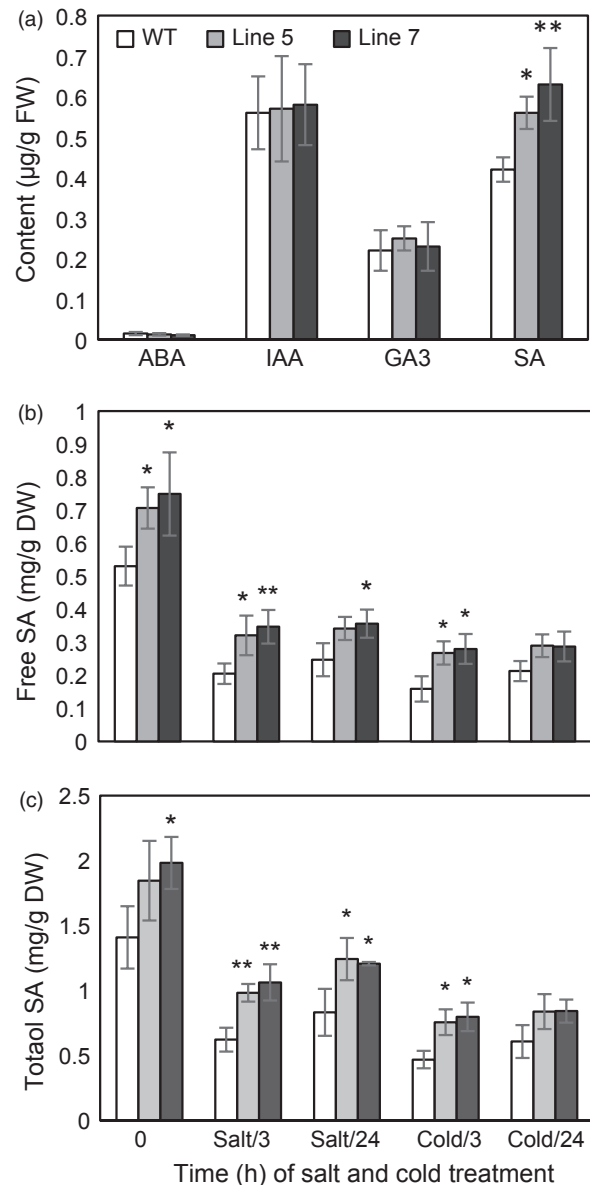 (a)
WT Line 5 Line 7
Content (µg/g FW)
0.8
0.7
0.6
0.5
0.4
0.3
0.2
0.1
0
* **
ABA IAA GA3 SA
(b)
Free SA (mg/g DW)
1
0.9
0.8
0.7
0.6
0.5
0.4
0.3
0.2
0.1
0
* * * ** * * *
(c)
Totaol SA (mg/g DW)
2.5
2
1.5
1
0.5
0
* ** ** * * * *
0 Salt/3 Salt/24 Cold/3 Cold/24
Time (h) of salt and cold treatment